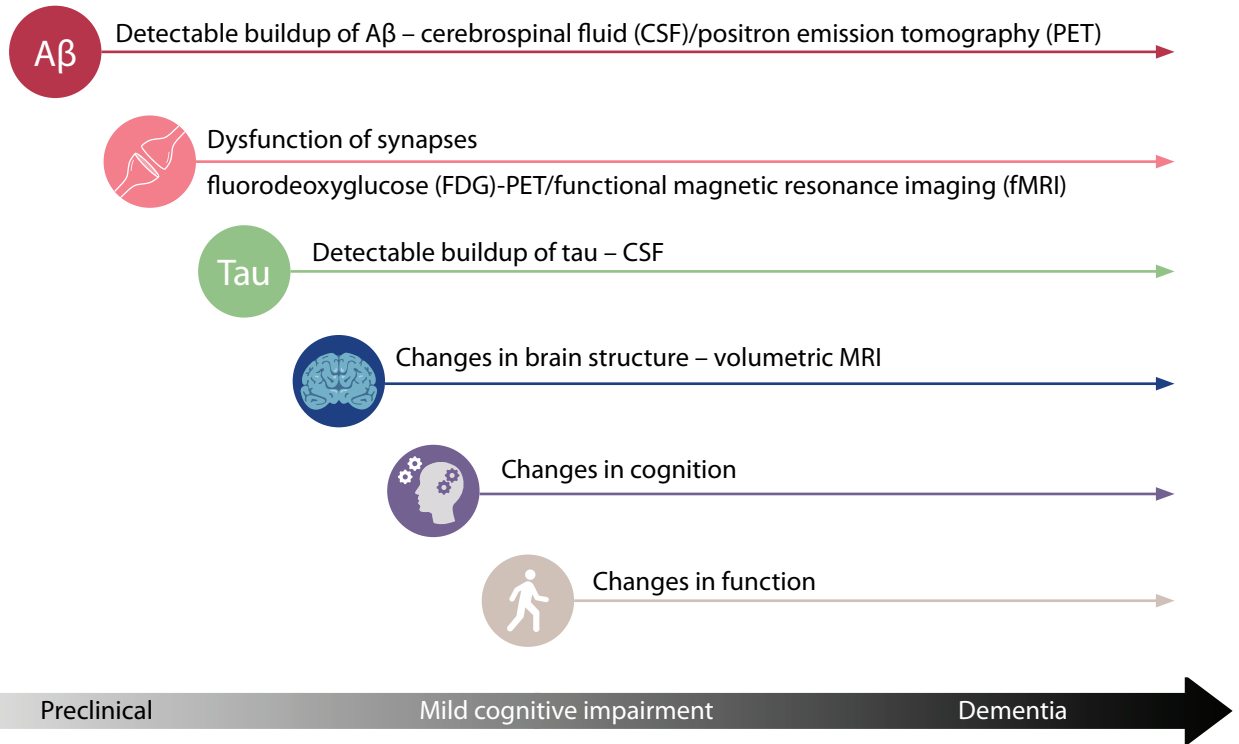 Aβ
Detectable buildup of Aβ – cerebrospinal fluid (CSF)/positron emission tomography (PET)
Dysfunction of synapses
fluorodeoxyglucose (FDG)-PET/functional magnetic resonance imaging (fMRI)
Tau
Detectable buildup of tau – CSF
Changes in brain structure – volumetric MRI
Changes in cognition
Changes in function
Preclinical
Mild cognitive impairment
Dementia